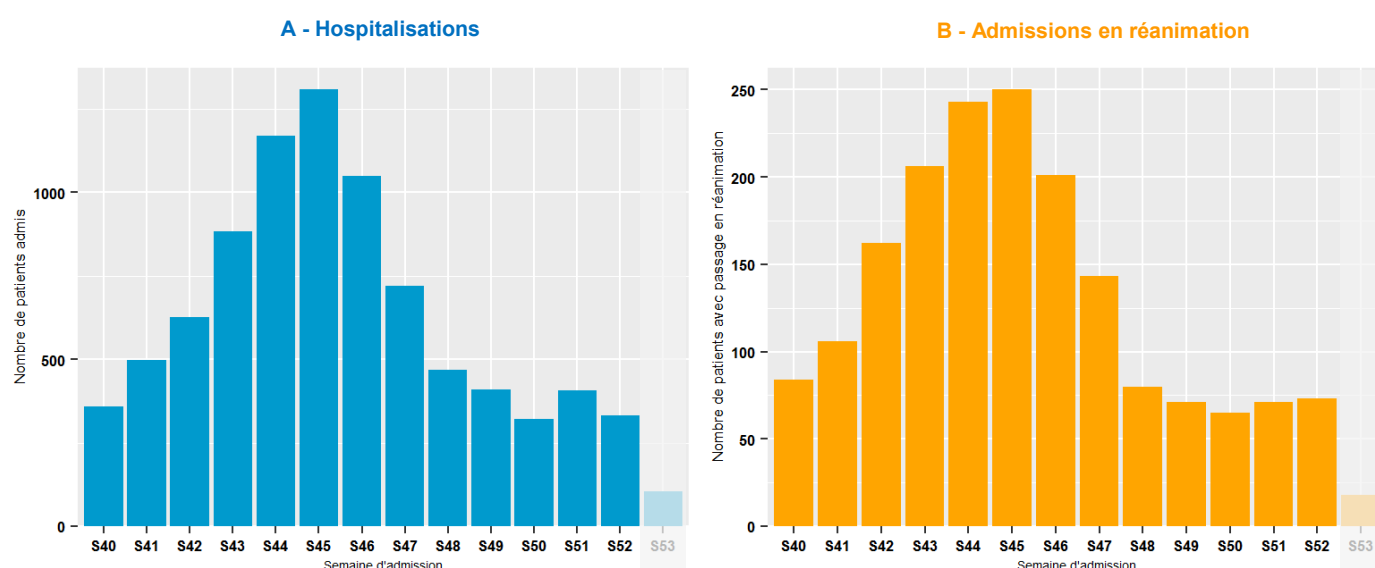 A - Hospitalisations
Nombre de patients admis
1000
500
0
S40 S41 S42 S43 S44 S45 S46 S47 S48 S49 S50 S51 S52 S53
Semaine d'admission
B - Admissions en réanimation
Nombre de patients avec passage en réanimation
250
200
150
100
50
0
S40 S41 S42 S43 S44 S45 S46 S47 S48 S49 S50 S51 S52 S53
Semaine d'admission